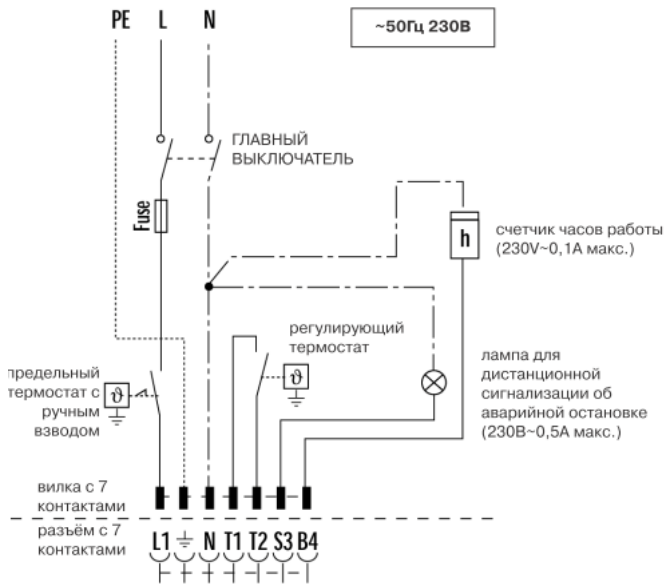 PE L N
~50Гц 230В
ГЛАВНЫЙ
ВЫКЛЮЧАТЕЛЬ
Fuse
h
счетчик часов работы
(230V~0,1А макс.)
регулирующий
термостат
ϑ
лампа для
дистанционной
сигнализации об
аварийной остановке
(230В~0,5А макс.)
предельный
термостат с
ручным
взводом
ϑ
вилка с 7
контактами
разъём с 7
контактами
L1 N T1 T2 S3 B4